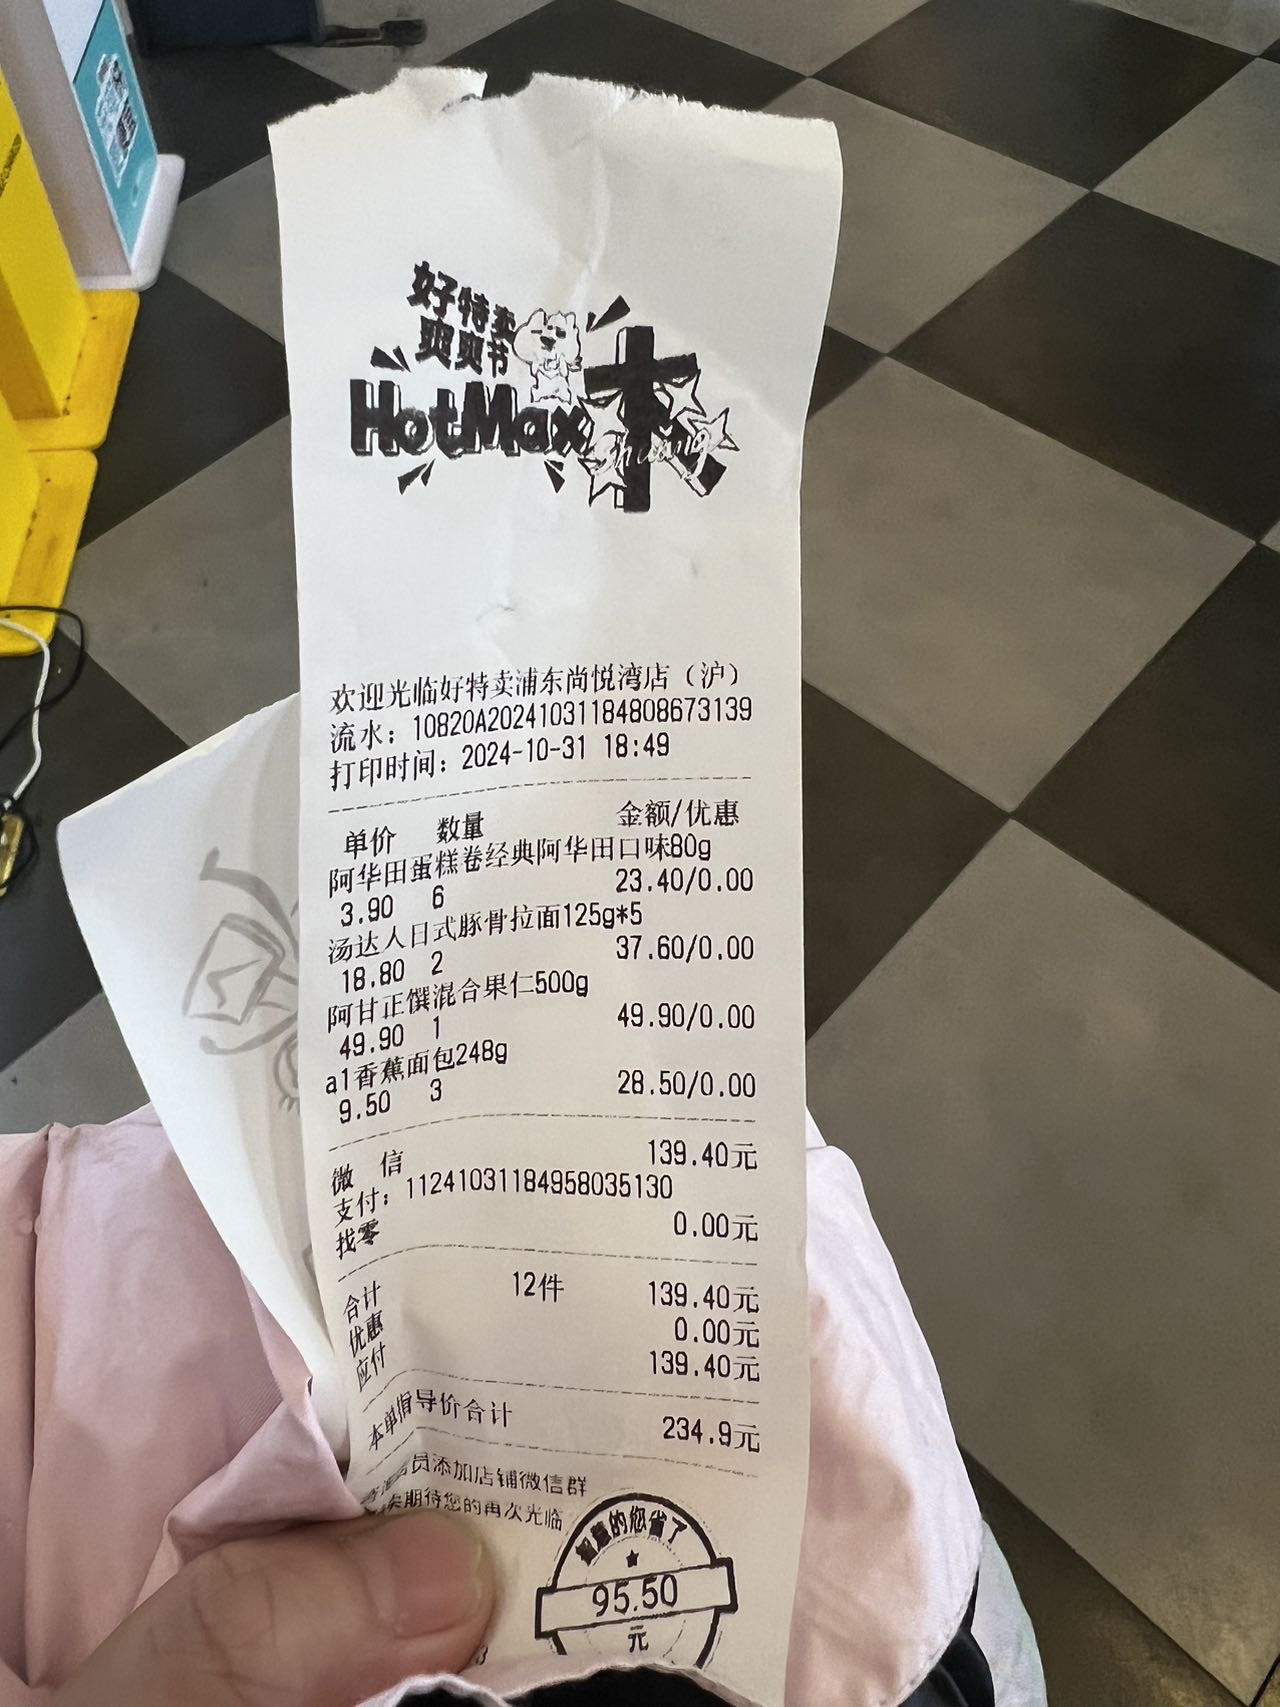 好特卖
爽爽节
HotMax
Shuang
欢迎光临好特卖浦东尚悦湾店（沪）
流水：10820A20241031184808673139
打印时间：2024-10-31 18:49
单价 数量 金额/优惠
阿华田蛋糕卷经典阿华田口味80g
3.90 6 23.40/0.00
汤达人日式豚骨拉面125g*5
18.80 2 37.60/0.00
阿甘正馔混合果仁500g
49.90 1 49.90/0.00
a1香蕉面包248g
9.50 3 28.50/0.00
微 信 139.40元
支付：11241031184958035130
找零 0.00元
合计 12件 139.40元
优惠 0.00元
应付 139.40元
本单指导价合计 234.9元
员添加店铺微信群
期待您的再次光临
智慧的您省了
95.50
元